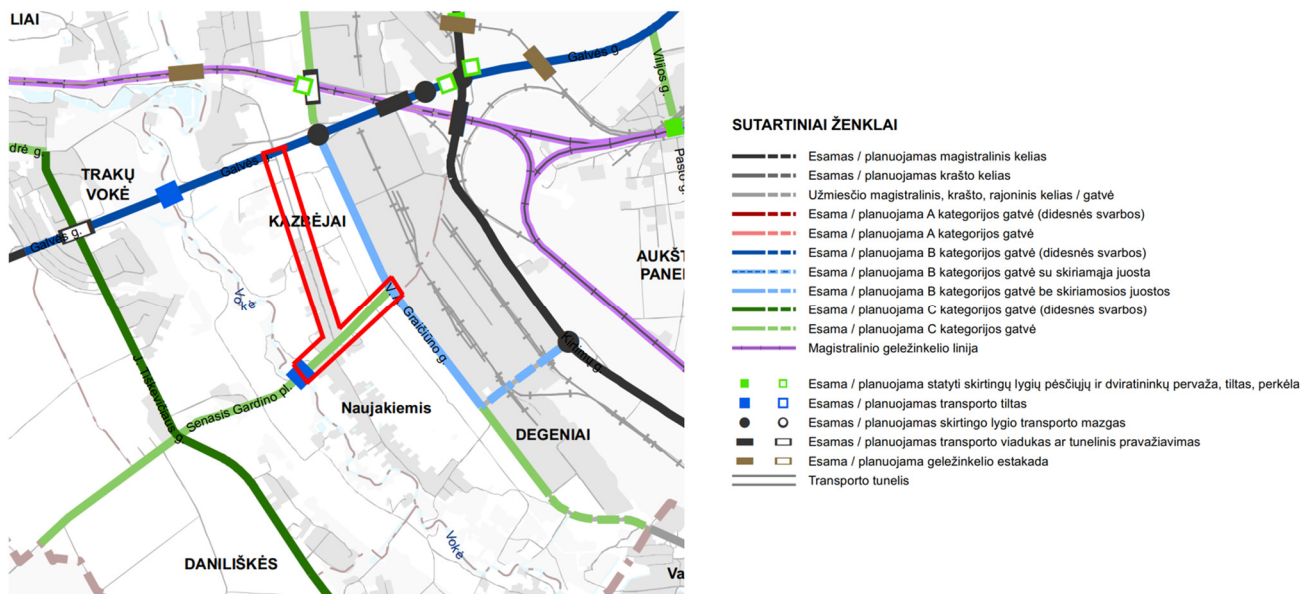 LIAI
Galvės g.
Vilijos g.
drė g.
TRAKŲ
VOKĖ
Galvės
KAZBĖJAI
Pašto g.
Galvės g.
AUKŠT
PANEI
Vokė
V. A. Graičiūno g.
Kirtimų g.
J. Tiškevičiaus g.
Senasis Gardino pl.
Naujakiemis
DEGENIAI
Vokė
DANILIŠKĖS
Va
SUTARTINIAI ŽENKLAI
Esamas / planuojamas magistralinis kelias
Esamas / planuojamas krašto kelias
Užmiesčio magistralinis, krašto, rajoninis kelias / gatvė
Esama / planuojama A kategorijos gatvė (didesnės svarbos)
Esama / planuojama A kategorijos gatvė
Esama / planuojama B kategorijos gatvė (didesnės svarbos)
Esama / planuojama B kategorijos gatvė su skiriamąja juosta
Esama / planuojama B kategorijos gatvė be skiriamosios juostos
Esama / planuojama C kategorijos gatvė (didesnės svarbos)
Esama / planuojama C kategorijos gatvė
Magistralinio geležinkelio linija
Esama / planuojama statyti skirtingų lygių pėsčiųjų ir dviratininkų pervaža, tiltas, perkėla
Esamas / planuojamas transporto tiltas
Esamas / planuojamas skirtingo lygio transporto mazgas
Esamas / planuojamas transporto viadukas ar tunelinis pravažiavimas
Esama / planuojama geležinkelio estakada
Transporto tunelis